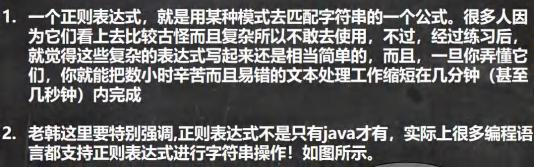 1. 一个正则表达式，就是用某种模式去匹配字符串的一个公式。很多人因
为它们看上去比较古怪而且复杂所以不敢去使用，不过，经过练习后，
就觉得这些复杂的表达式写起来还是相当简单的，而且，一旦你弄懂它
们，你就能把数小时辛苦而且易错的文本处理工作缩短在几分钟（甚至
几秒钟）内完成
2. 老韩这里要特别强调,正则表达式不是只有java才有，实际上很多编程语
言都支持正则表达式进行字符串操作！如图所示。